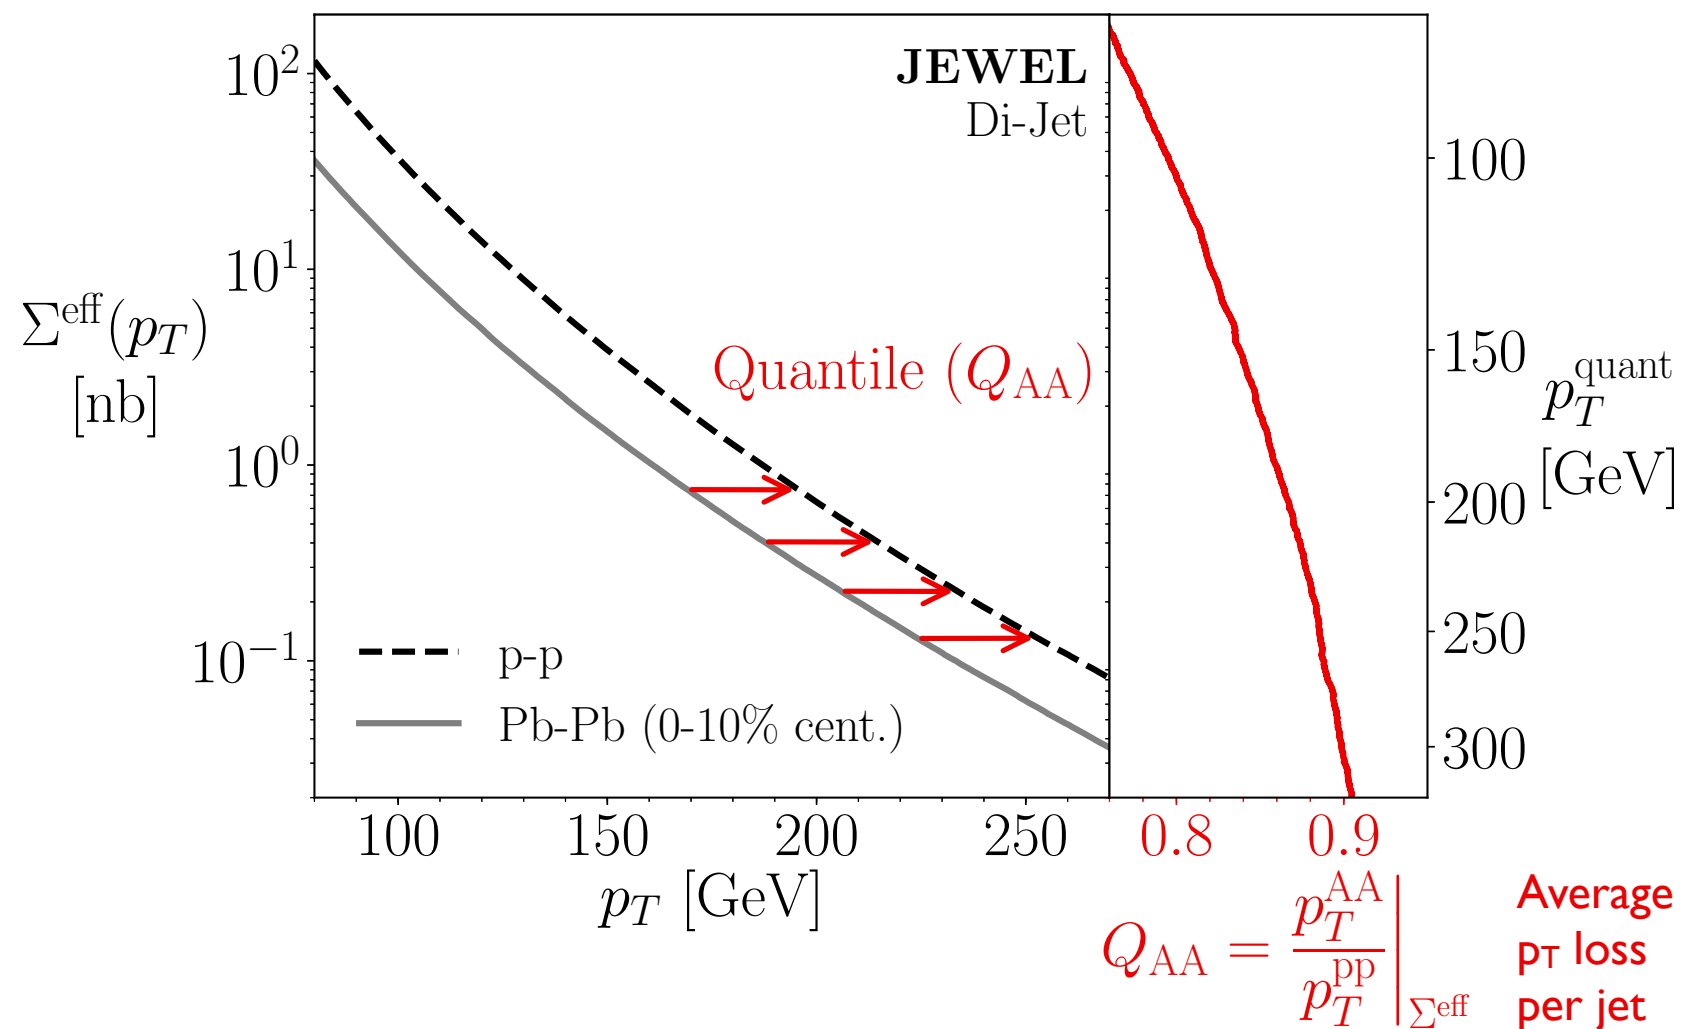 JEWEL
Di-Jet
Σ^eff(p_T)
[nb]
10^2
10^1
10^0
10^−1
Quantile (Q_AA)
p-p
Pb-Pb (0-10% cent.)
100 150 200 250
p_T [GeV]
100
150
200
250
300
p_T^quant
[GeV]
0.8 0.9
Q_AA = p_T^AA / p_T^pp |_Σ^eff
Average
p_T loss
per jet